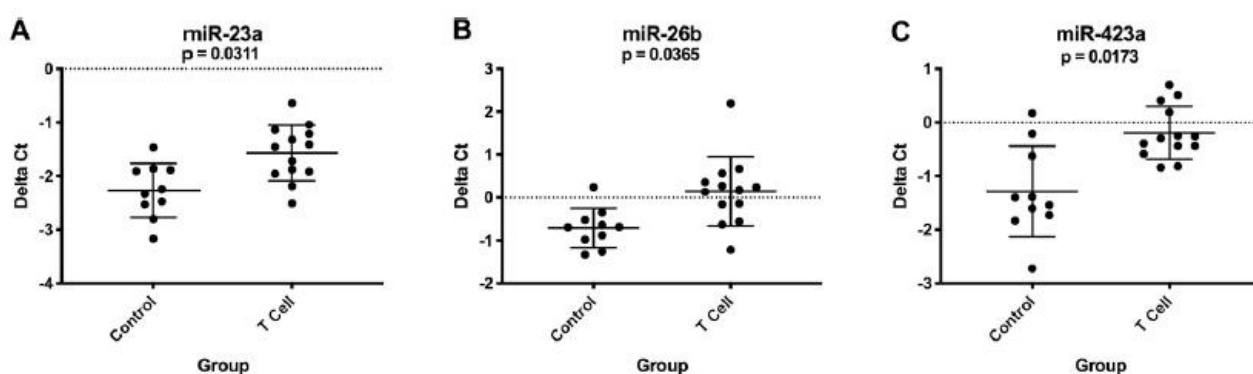 A
miR-23a
p = 0.0311
0
-1
-2
-3
-4
Delta Ct
Control
T Cell
Group
B
miR-26b
p = 0.0365
3
2
1
0
-1
-2
Delta Ct
Control
T Cell
Group
C
miR-423a
p = 0.0173
1
0
-1
-2
-3
Delta Ct
Control
T Cell
Group